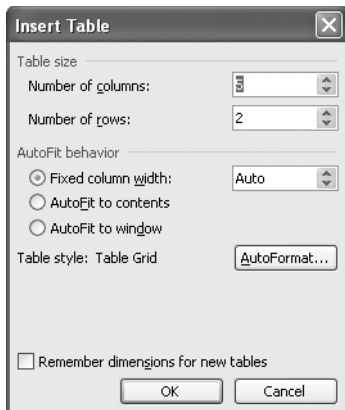 Insert Table
Table size
Number of columns: 5
Number of rows: 2
AutoFit behavior
Fixed column width: Auto
AutoFit to contents
AutoFit to window
Table style: Table Grid AutoFormat...
Remember dimensions for new tables
OK Cancel